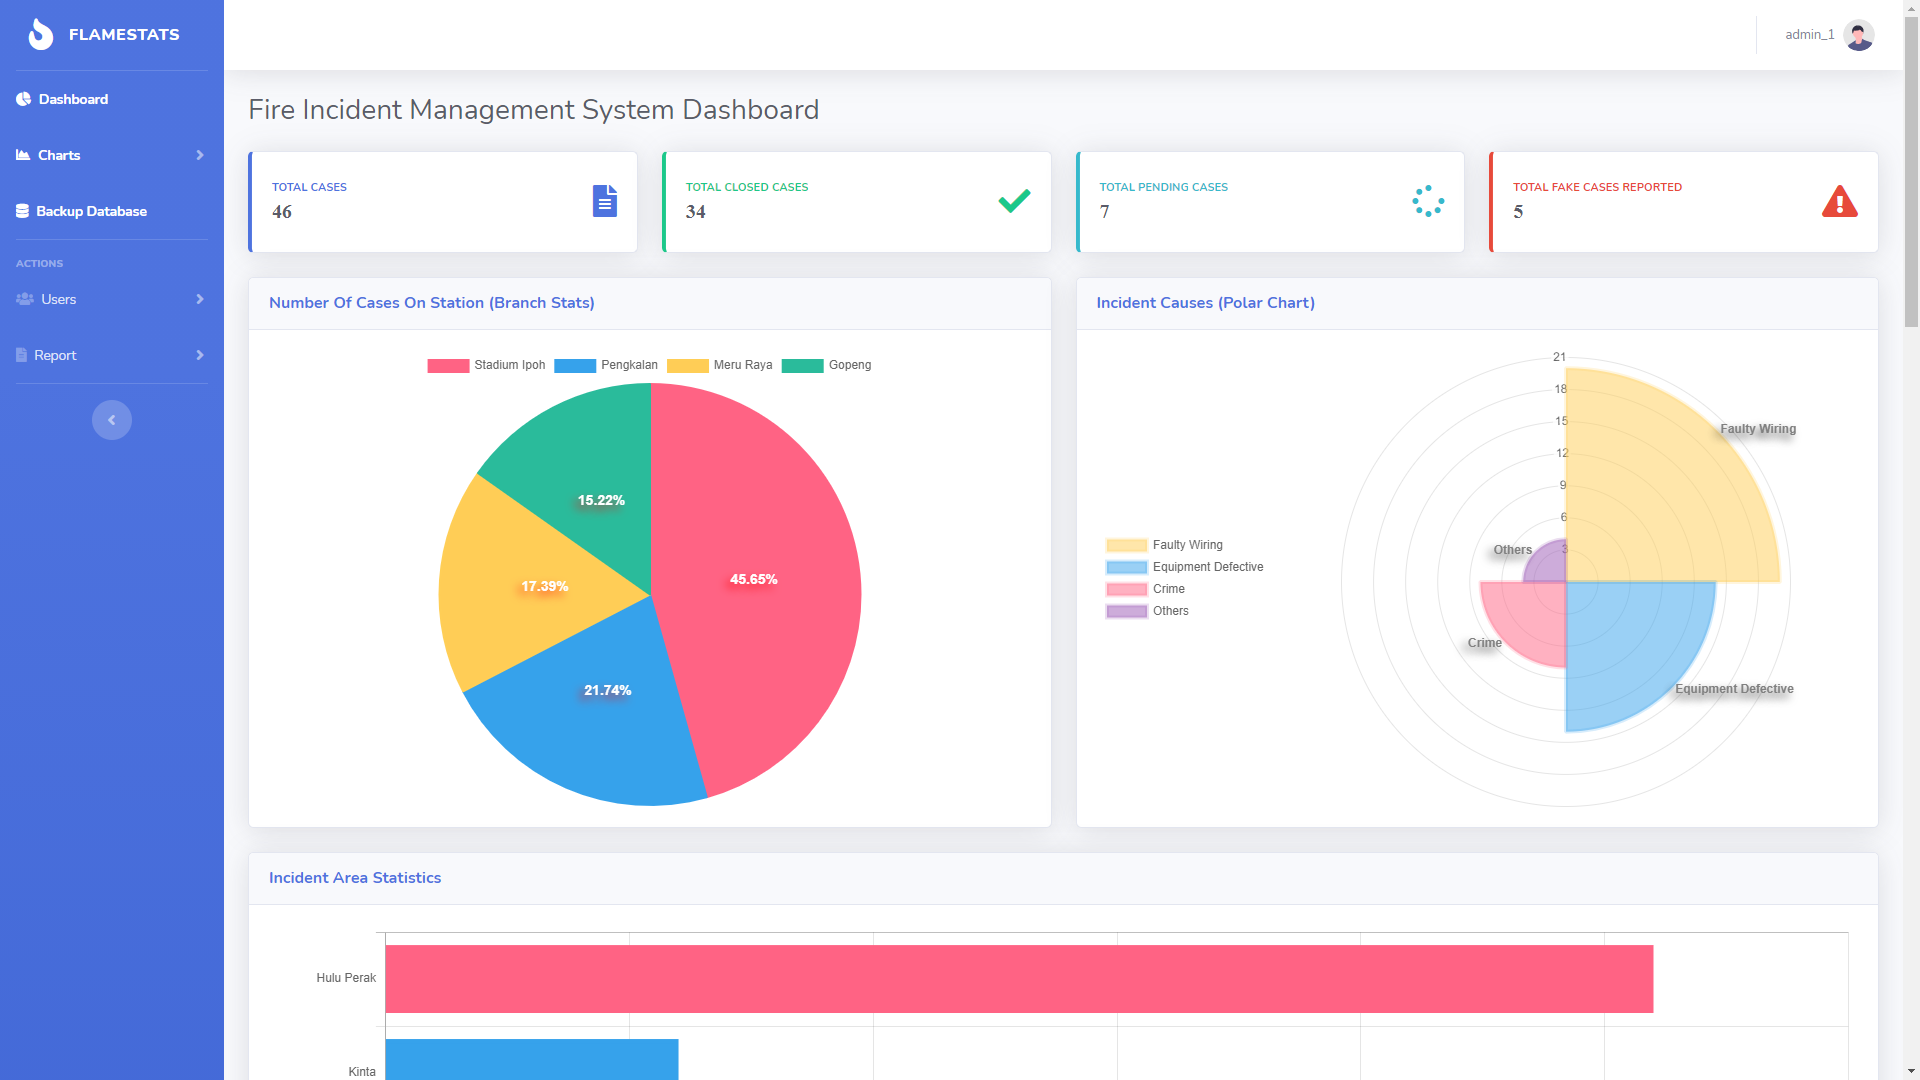 FLAMESTATS
admin_1
Dashboard
Charts
Backup Database
ACTIONS
Users
Report
Fire Incident Management System Dashboard
TOTAL CASES
46
TOTAL CLOSED CASES
34
TOTAL PENDING CASES
7
TOTAL FAKE CASES REPORTED
5
Number Of Cases On Station (Branch Stats)
Stadium Ipoh Pengkalan Meru Raya Gopeng
15.22%
45.65%
17.39%
21.74%
Incident Causes (Polar Chart)
Faulty Wiring
Equipment Defective
Crime
Others
21
18
15
12
9
6
3
Faulty Wiring
Others
Crime
Equipment Defective
Incident Area Statistics
Hulu Perak
Kinta